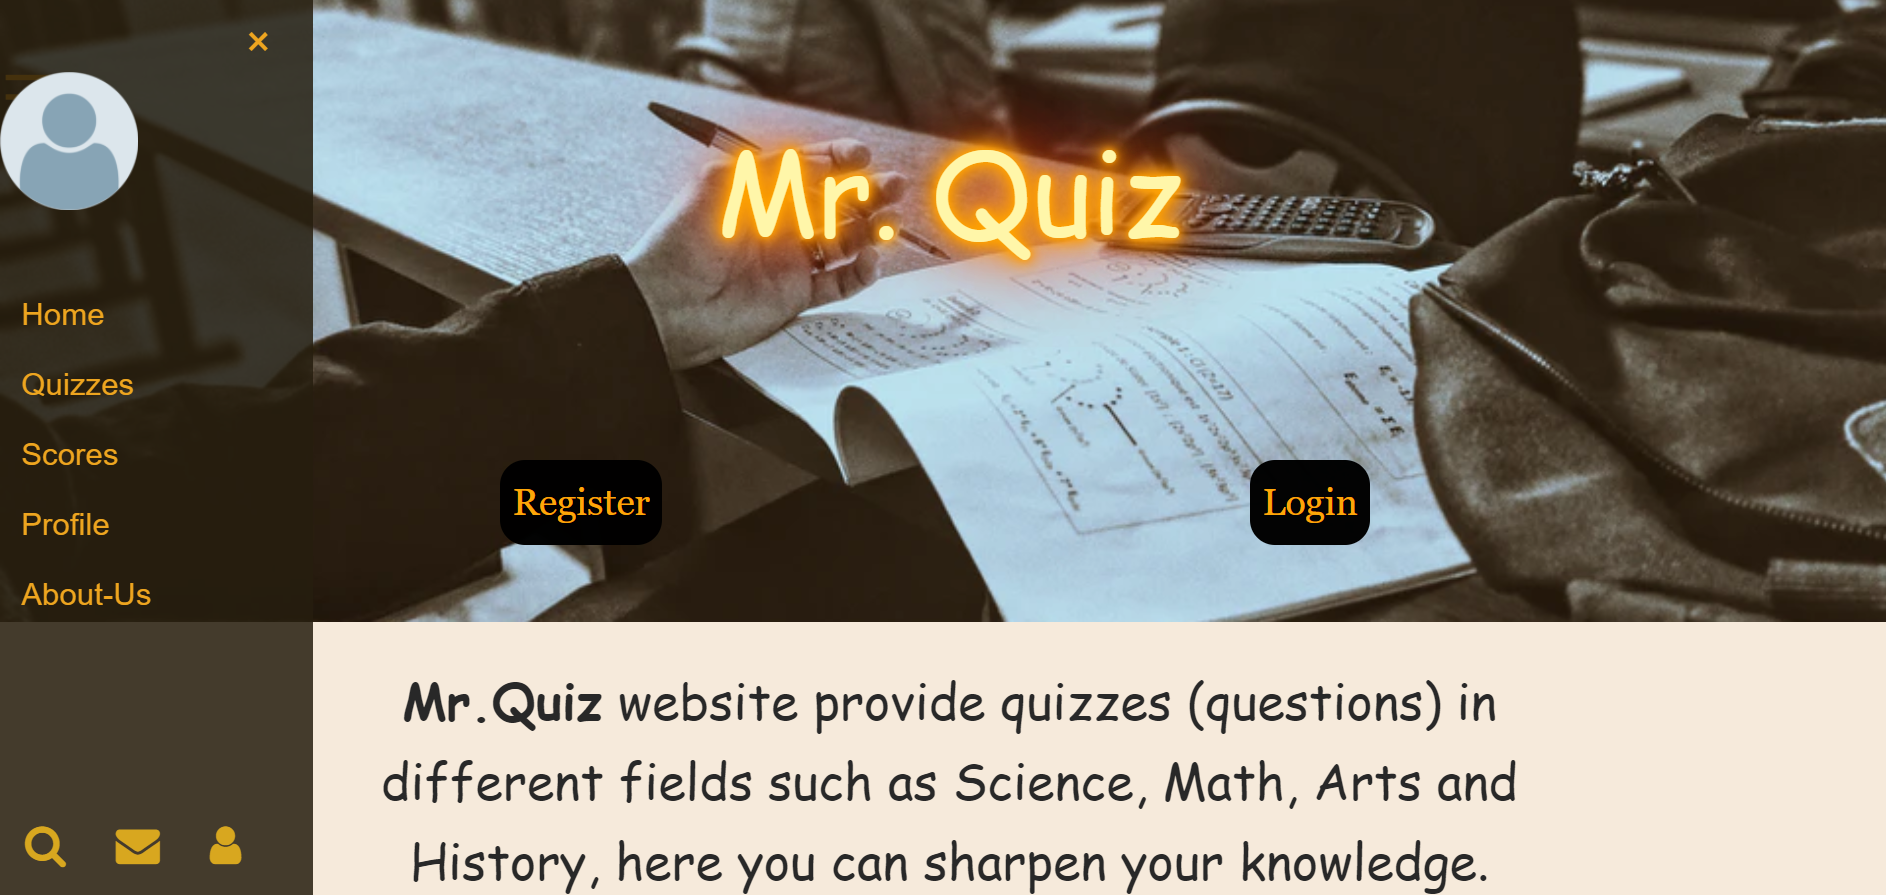 ×
Mr. Quiz
Home
Quizzes
Scores
Profile
About-Us
Register
Login
Mr.Quiz website provide quizzes (questions) in
different fields such as Science, Math, Arts and
History, here you can sharpen your knowledge.